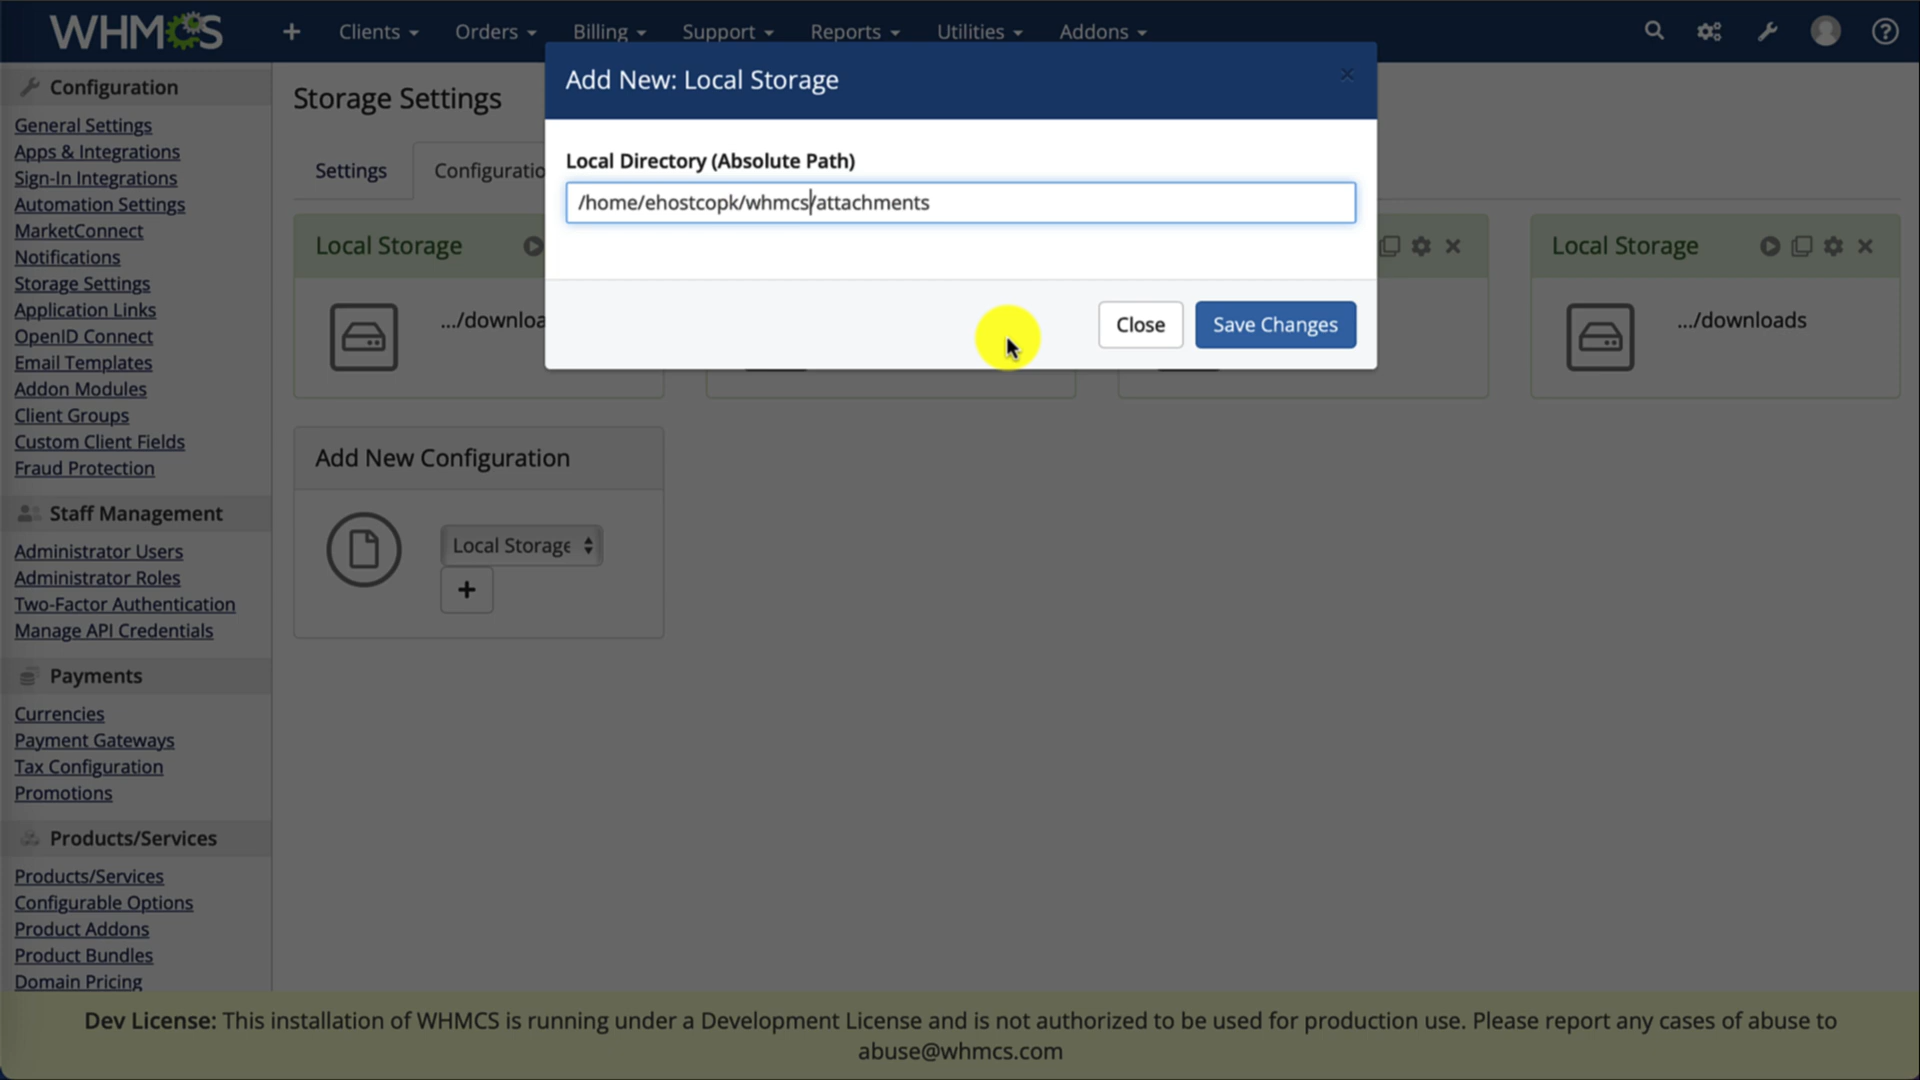 WHMCS
Clients
Orders
Billing
Support
Reports
Utilities
Addons
Configuration
General Settings
Apps & Integrations
Sign-In Integrations
Automation Settings
MarketConnect
Notifications
Storage Settings
Application Links
OpenID Connect
Email Templates
Addon Modules
Client Groups
Custom Client Fields
Fraud Protection
Staff Management
Administrator Users
Administrator Roles
Two-Factor Authentication
Manage API Credentials
Payments
Currencies
Payment Gateways
Tax Configuration
Promotions
Products/Services
Products/Services
Configurable Options
Product Addons
Product Bundles
Domain Pricing
Storage Settings
Settings
Configuratio
Add New: Local Storage
Local Directory (Absolute Path)
/home/ehostcopk/whmcs/attachments
Close
Save Changes
Local Storage
.../downloa
Local Storage
.../downloads
Add New Configuration
Local Storage
Dev License: This installation of WHMCS is running under a Development License and is not authorized to be used for production use. Please report any cases of abuse to
abuse@whmcs.com